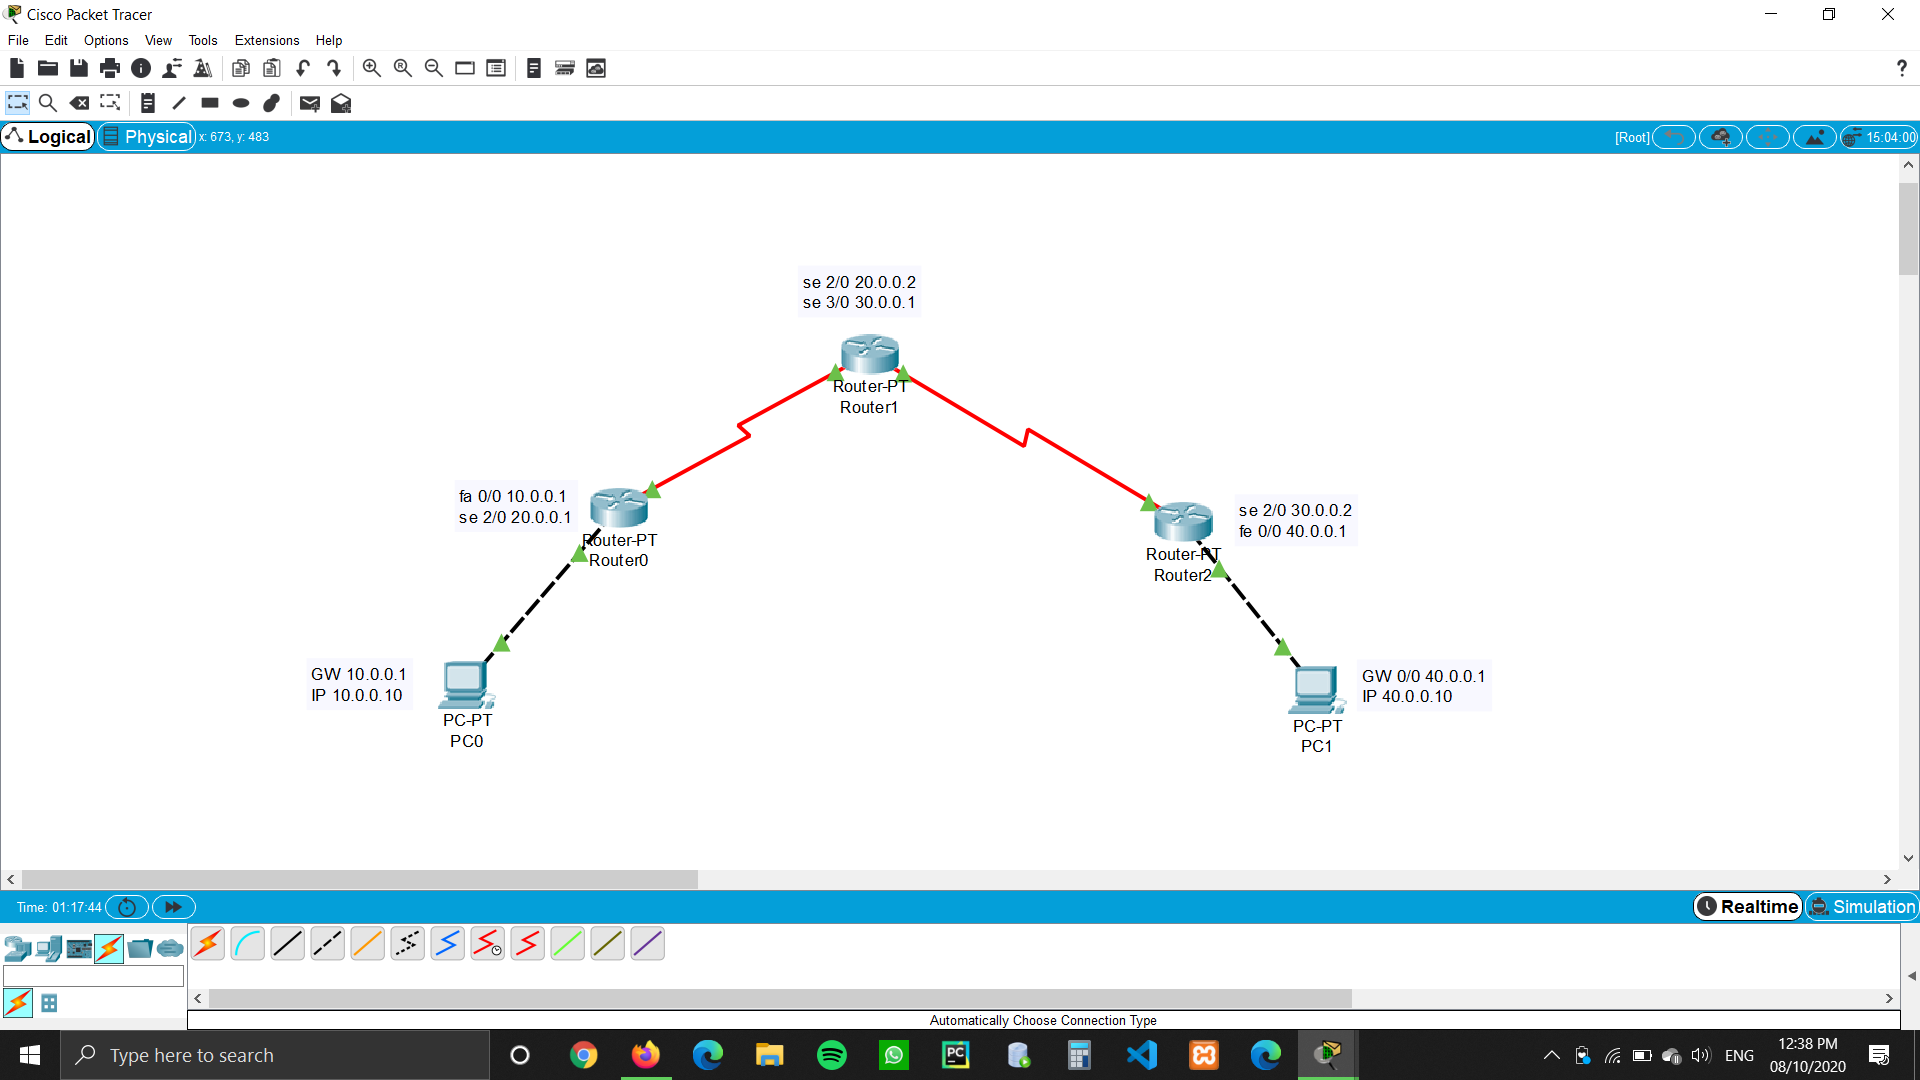 Cisco Packet Tracer
File Edit Options View Tools Extensions Help
?
Logical Physical x: 673, y: 483 [Root] 15:04:00
se 2/0 20.0.0.2
se 3/0 30.0.0.1
Router-PT
Router1
fa 0/0 10.0.0.1
se 2/0 20.0.0.1
Router-PT
Router0
se 2/0 30.0.0.2
fe 0/0 40.0.0.1
Router-PT
Router2
GW 10.0.0.1
IP 10.0.0.10
PC-PT
PC0
GW 0/0 40.0.0.1
IP 40.0.0.10
PC-PT
PC1
Time: 01:17:44 Realtime Simulation
Automatically Choose Connection Type
Type here to search
PC
ENG
12:38 PM
08/10/2020